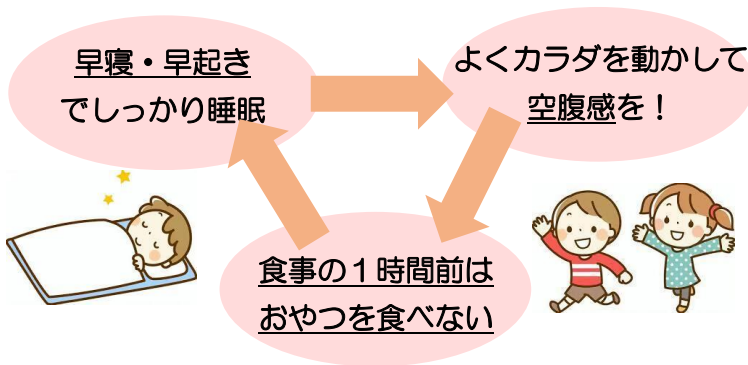 早寝・早起き
でしっかり睡眠
よくカラダを動かして
空腹感を！
食事の１時間前は
おやつを食べない